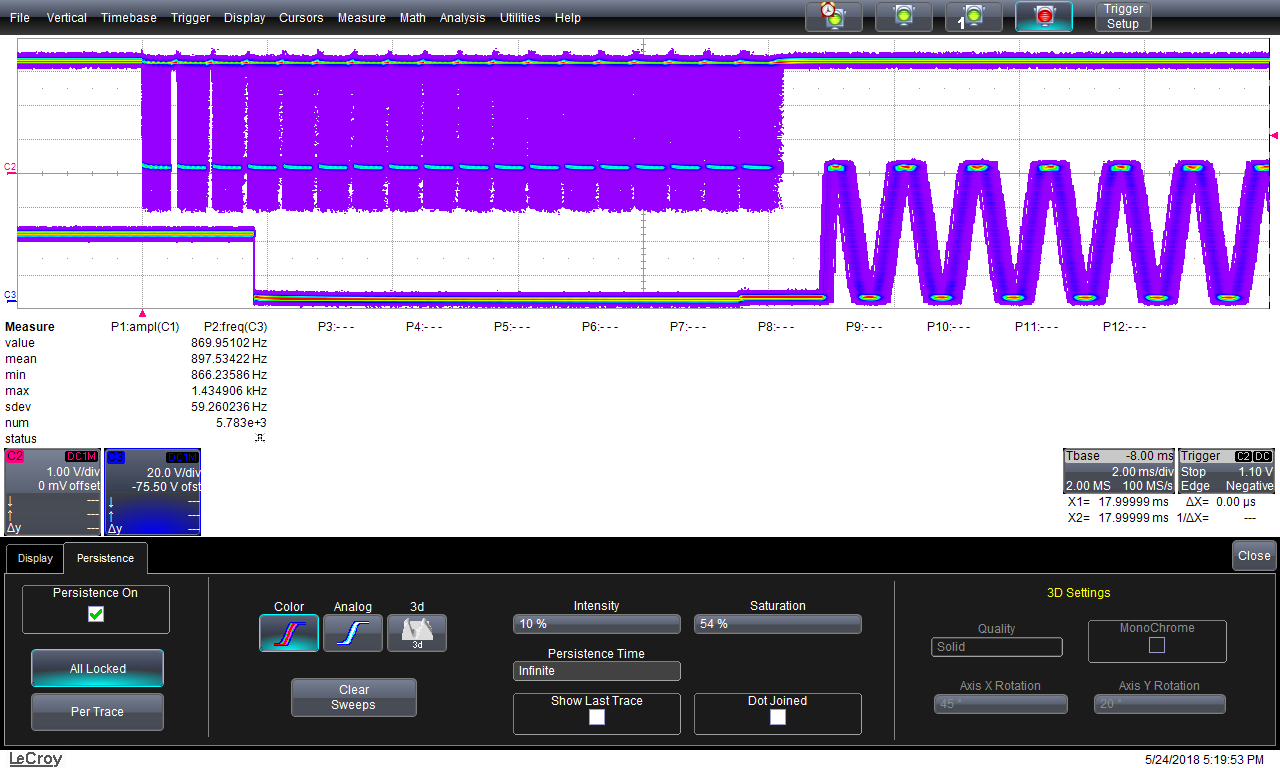 File Vertical Timebase Trigger Display Cursors Measure Math Analysis Utilities Help
1
Trigger
Setup
C2
C3
Measure P1:ampl(C1) P2:freq(C3) P3:- - - P4:- - - P5:- - - P6:- - - P7:- - - P8:- - - P9:- - - P10:- - - P11:- - - P12:- - -
value 869.95102 Hz
mean 897.53422 Hz
min 866.23586 Hz
max 1.434906 kHz
sdev 59.260236 Hz
num 5.783e+3
status
C2 DC1M
1.00 V/div
0 mV offset
↓ ---
↑ ---
Δy ---
C3 DC1M
20.0 V/div
-75.50 V ofst
↓ ---
↑ ---
Δy ---
Tbase -8.00 ms
2.00 ms/div
2.00 MS 100 MS/s
Trigger C2 DC
Stop 1.10 V
Edge Negative
X1= 17.99999 ms ΔX= 0.00 µs
X2= 17.99999 ms 1/ΔX= ---
Display Persistence Close
Persistence On
All Locked
Per Trace
Color Analog 3d
3d
Clear
Sweeps
Intensity Saturation
10 % 54 %
Persistence Time
Infinite
Show Last Trace Dot Joined
3D Settings
Quality MonoChrome
Solid
Axis X Rotation Axis Y Rotation
45 ° 20 °
LeCroy 5/24/2018 5:19:53 PM